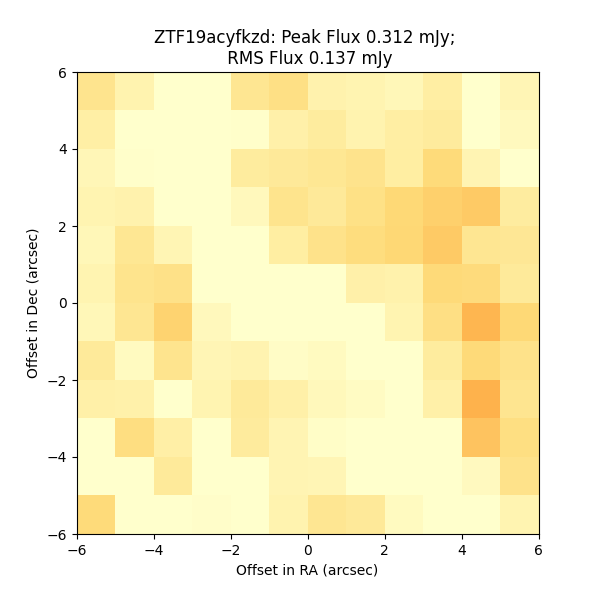 ZTF19acyfkzd: Peak Flux 0.312 mJy;
RMS Flux 0.137 mJy
6
4
2
0
−2
−4
−6
Offset in Dec (arcsec)
−6 −4 −2 0 2 4 6
Offset in RA (arcsec)